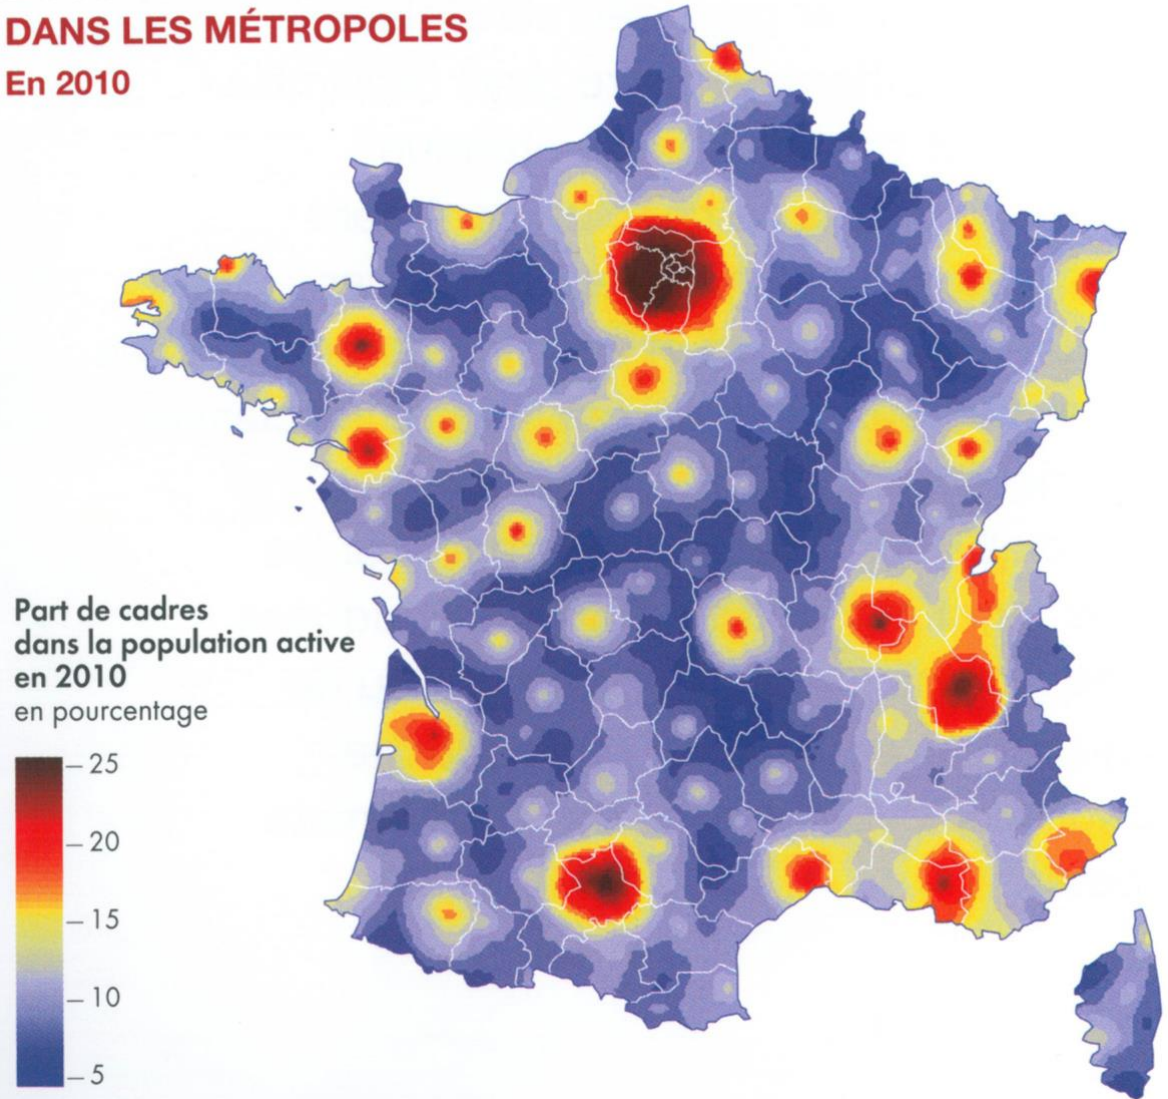 DANS LES MÉTROPOLES
En 2010
Part de cadres
dans la population active
en 2010
en pourcentage
25
20
15
10
5